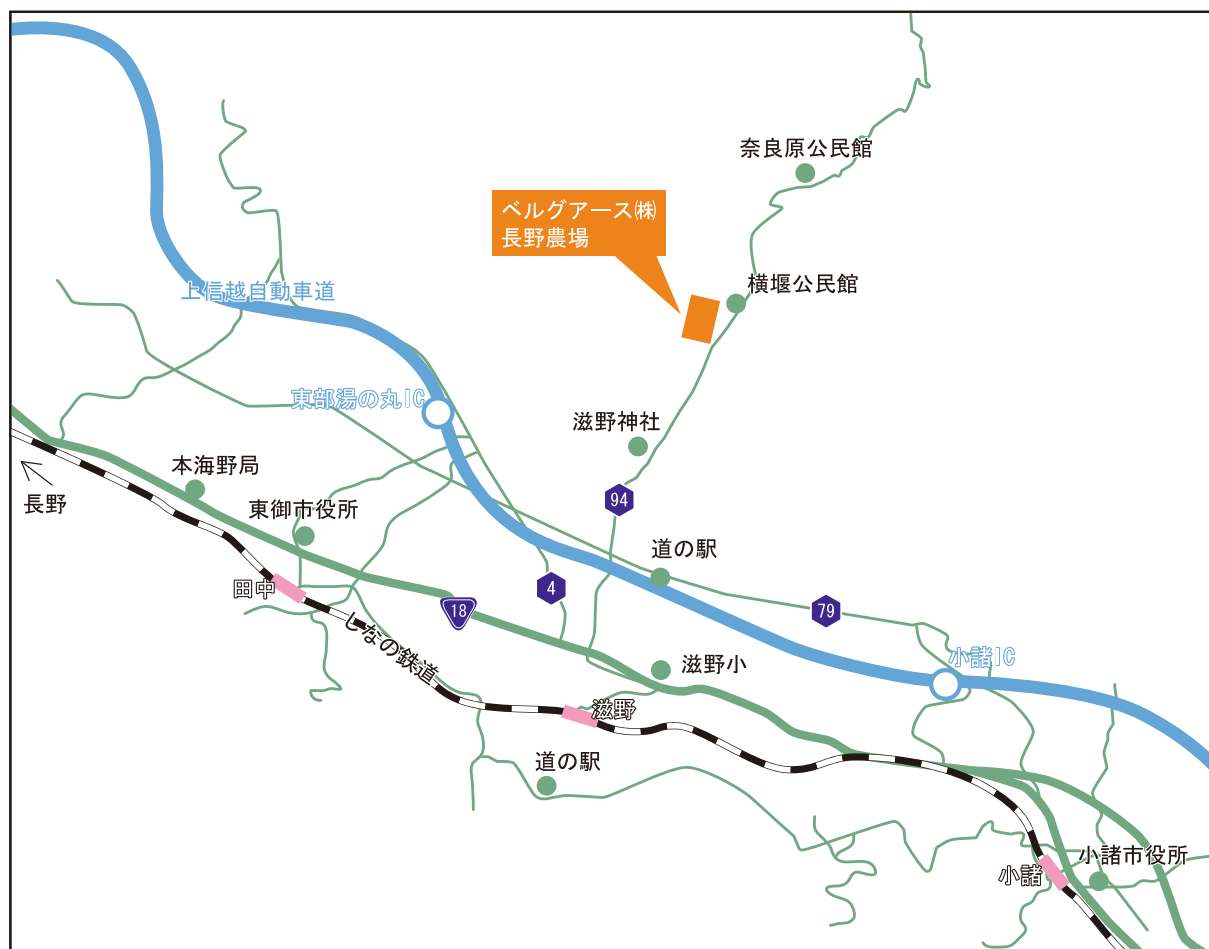 奈良原公民館
ベルグアース㈱
長野農場
横堰公民館
上信越自動車道
東部湯の丸IC
滋野神社
本海野局
長野
東御市役所
94
道の駅
田中
4
18
79
しなの鉄道
滋野小
小諸IC
滋野
道の駅
小諸市役所
小諸